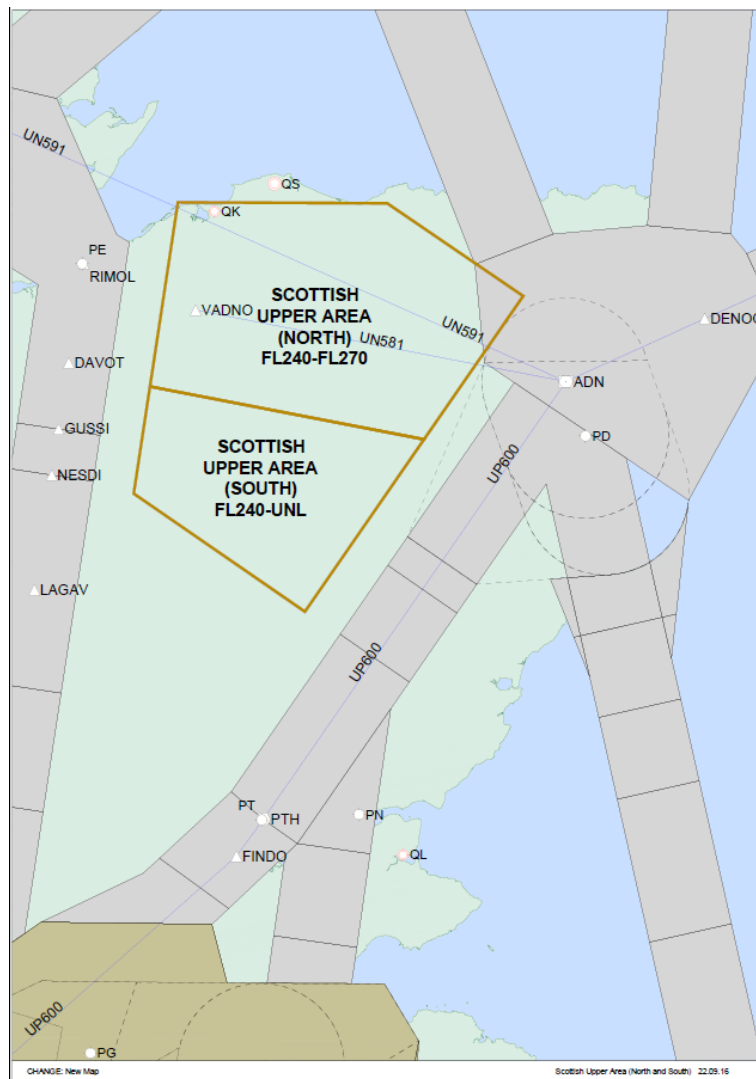 UN591
QS
QK
PE
RIMOL
SCOTTISH
UPPER AREA
(NORTH)
FL240-FL270
VADNO
UN591
UN581
DAVOT
ADN
GUSSI
PD
SCOTTISH
UPPER AREA
(SOUTH)
FL240-UNL
NESDI
UP600
LAGAV
UP600
PT
PTH
PN
FINDO
QL
UP600
PG
CHANGE: New Map
Scottish Upper Area (North and South) 22.09.16